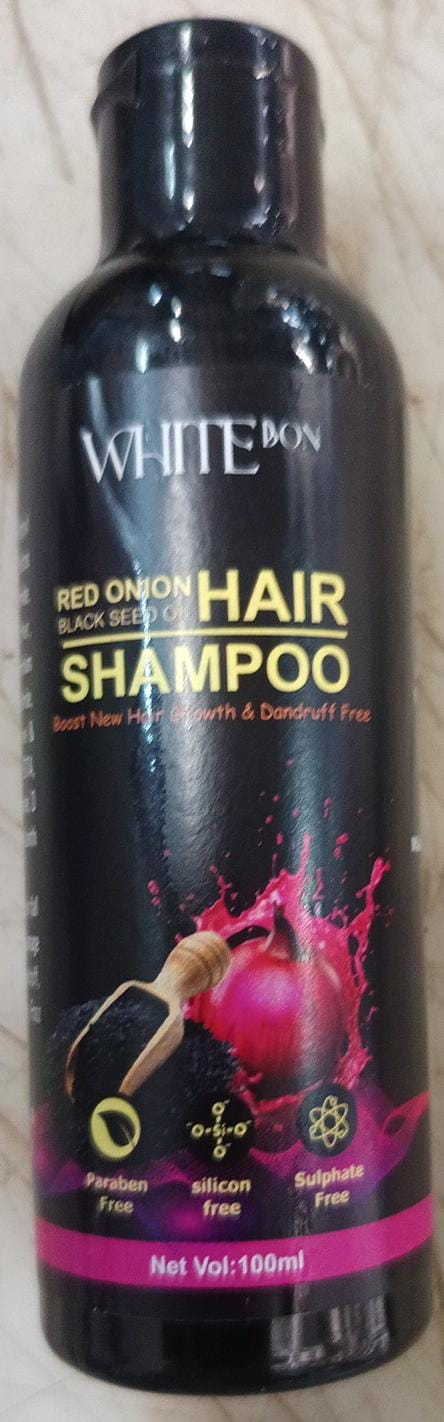 WHITE BON
RED ONION
BLACK SEED OIL
HAIR
SHAMPOO
Boost New Hair Growth & Dandruff Free
Paraben
Free
silicon
free
Sulphate
Free
Net Vol:100ml